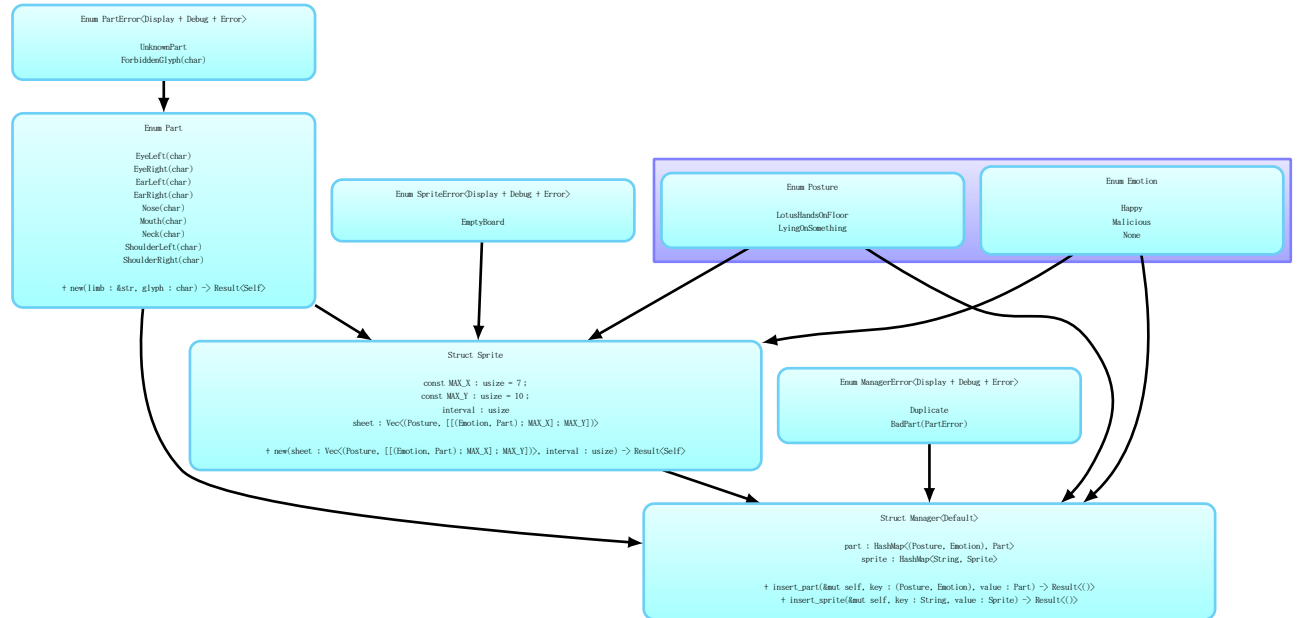 Enum PartError<Display + Debug + Error>
UnknownPart
ForbiddenGlyph(char)
Enum Part
EyeLeft(char)
EyeRight(char)
EarLeft(char)
EarRight(char)
Nose(char)
Mouth(char)
Neck(char)
ShoulderLeft(char)
ShoulderRight(char)
+ new(limb : &str, glyph : char) -> Result<Self>
Enum SpriteError<Display + Debug + Error>
EmptyBoard
Enum Posture
LotusHandsOnFloor
LyingOnSomething
Enum Emotion
Happy
Malicious
None
Struct Sprite
const MAX_X : usize = 7 ;
const MAX_Y : usize = 10 ;
interval : usize
sheet : Vec<(Posture, [[(Emotion, Part) ; MAX_X] ; MAX_Y])>
+ new(sheet : Vec<(Posture, [[(Emotion, Part) ; MAX_X] ; MAX_Y])>, interval : usize) -> Result<Self>
Enum ManagerError<Display + Debug + Error>
Duplicate
BadPart(PartError)
Struct Manager<Default>
part : HashMap<(Posture, Emotion), Part>
sprite : HashMap<String, Sprite>
+ insert_part(&mut self, key : (Posture, Emotion), value : Part) -> Result<()>
+ insert_sprite(&mut self, key : String, value : Sprite) -> Result<()>